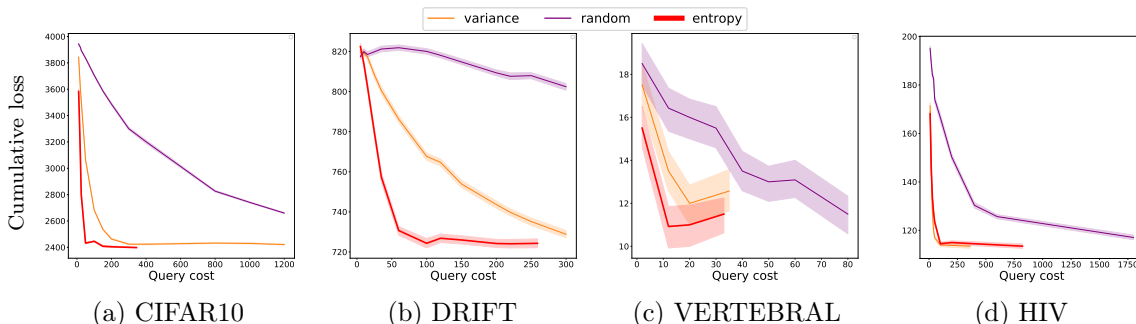 variance random entropy
Cumulative loss
4000
3800
3600
3400
3200
3000
2800
2600
2400
0 200 400 600 800 1000 1200
Query cost
(a) CIFAR10
820
800
780
760
740
720
0 50 100 150 200 250 300
Query cost
(b) DRIFT
18
16
14
12
10
0 10 20 30 40 50 60 70 80
Query cost
(c) VERTEBRAL
200
180
160
140
120
0 250 500 750 1000 1250 1500 1750
Query cost
(d) HIV